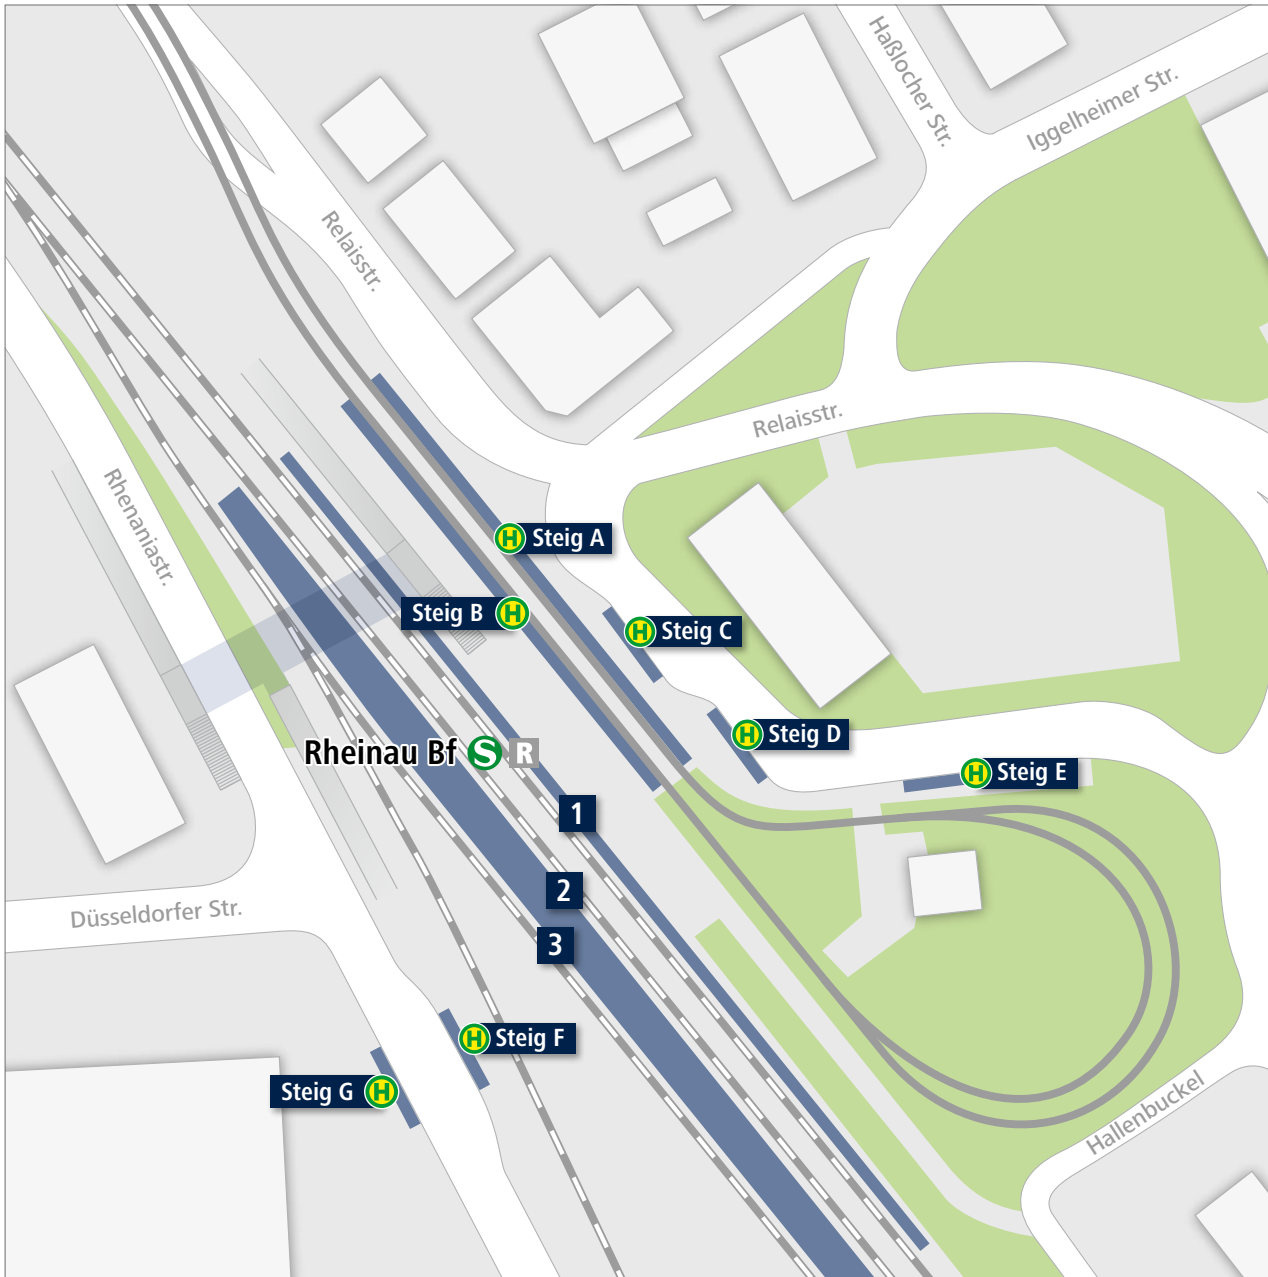 Haßlocher Str.
Iggelheimer Str.
Relaisstr.
Relaisstr.
Rhenaniastr.
H Steig A
Steig B H
H Steig C
H Steig D
Rheinau Bf S R
H Steig E
1
2
3
Düsseldorfer Str.
H Steig F
Steig G H
Hallenbuckel